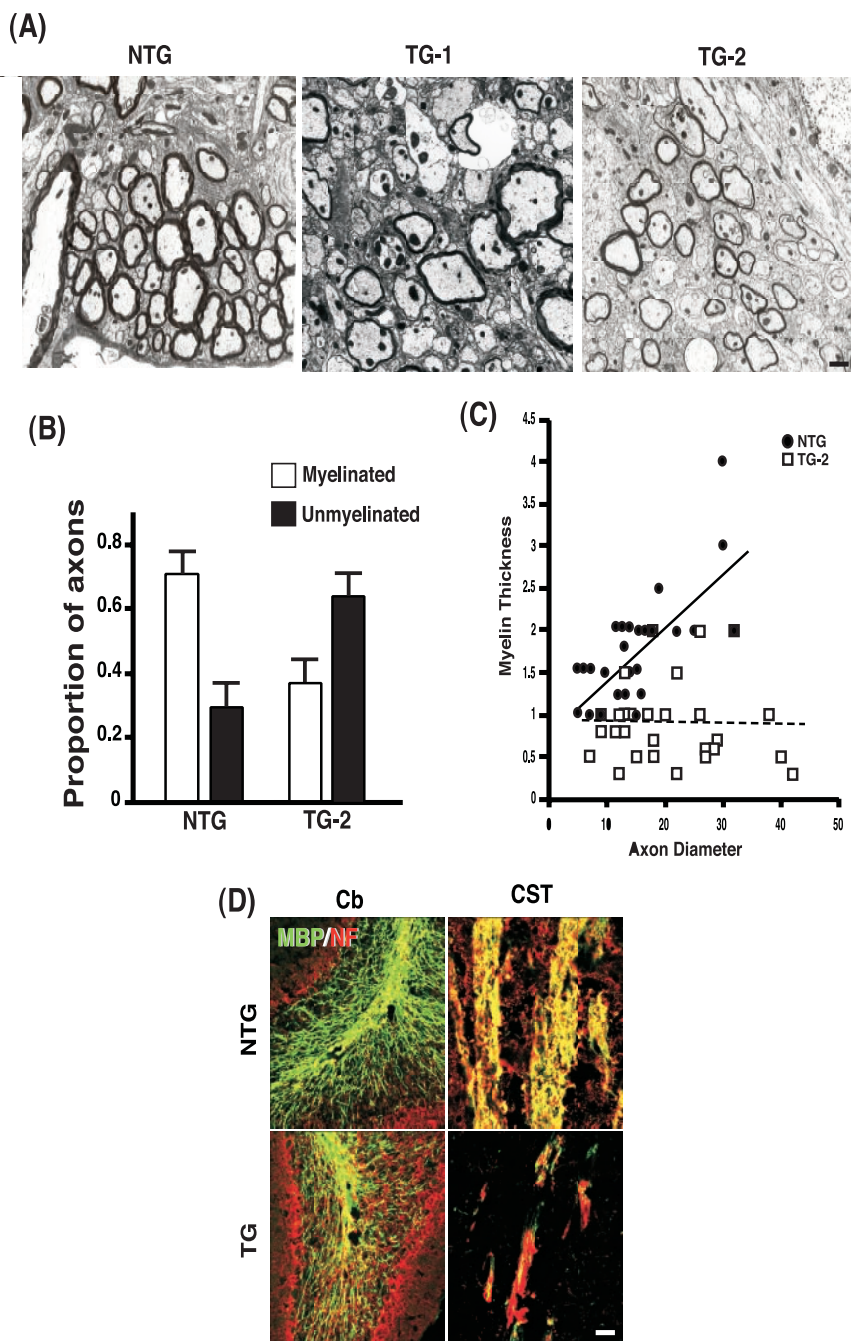 (A)
NTG TG-1 TG-2
(B)
Myelinated
Unmyelinated
Proportion of axons
0.8
0.6
0.4
0.2
0
NTG TG-2
(C)
NTG
TG-2
Myelin Thickness
4.5
4
3.5
3
2.5
2
1.5
1
0.5
0
0 10 20 30 40 50
Axon Diameter
(D)
Cb CST
MBP/NF
NTG
TG